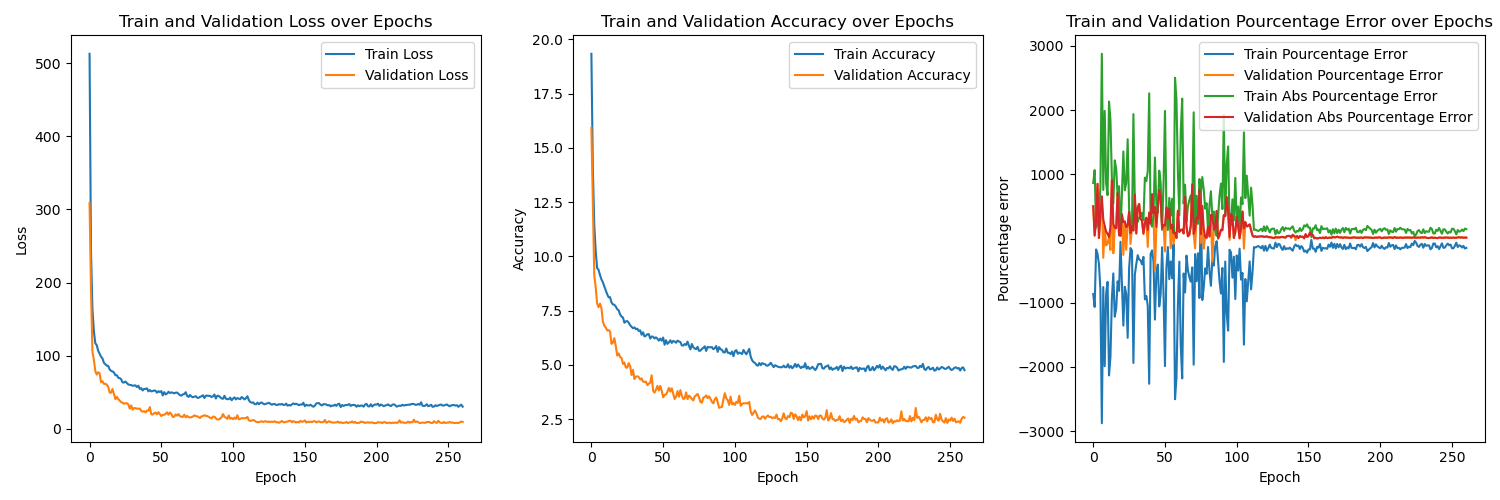 Train and Validation Loss over Epochs
Train Loss
Validation Loss
500
400
300
200
100
0
Loss
0 50 100 150 200 250
Epoch
Train and Validation Accuracy over Epochs
Train Accuracy
Validation Accuracy
20.0
17.5
15.0
12.5
10.0
7.5
5.0
2.5
Accuracy
0 50 100 150 200 250
Epoch
Train and Validation Pourcentage Error over Epochs
Train Pourcentage Error
Validation Pourcentage Error
Train Abs Pourcentage Error
Validation Abs Pourcentage Error
3000
2000
1000
0
−1000
−2000
−3000
Pourcentage error
0 50 100 150 200 250
Epoch